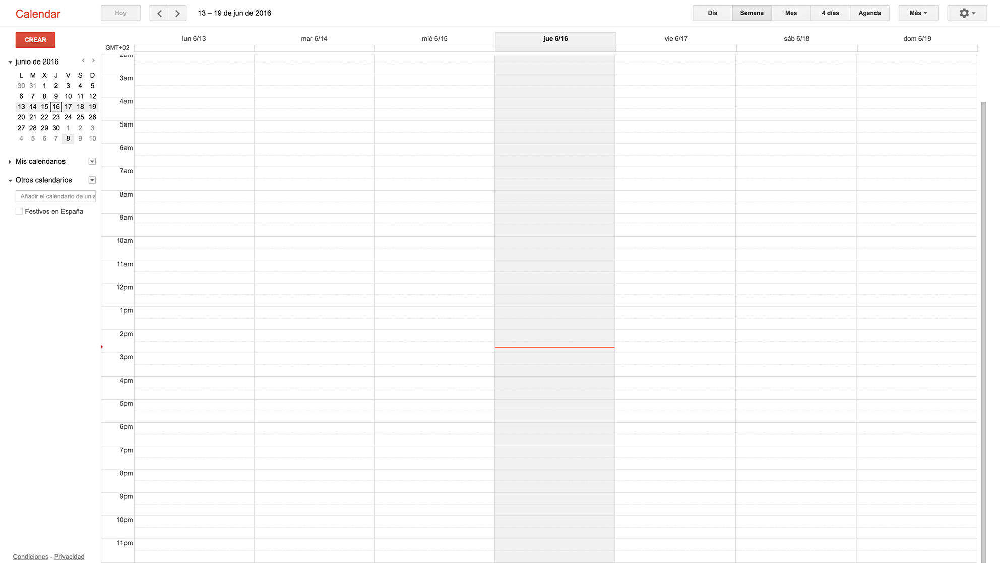 Calendar
Hoy
13 – 19 de jun de 2016
Día
Semana
Mes
4 días
Agenda
Más
CREAR
lun 6/13
mar 6/14
mié 6/15
jue 6/16
vie 6/17
sáb 6/18
dom 6/19
GMT+02
junio de 2016
L M X J V S D
30 31 1 2 3 4 5
6 7 8 9 10 11 12
13 14 15 16 17 18 19
20 21 22 23 24 25 26
27 28 29 30 1 2 3
4 5 6 7 8 9 10
Mis calendarios
Otros calendarios
Añadir el calendario de un a
Festivos en España
2am
3am
4am
5am
6am
7am
8am
9am
10am
11am
12pm
1pm
2pm
3pm
4pm
5pm
6pm
7pm
8pm
9pm
10pm
11pm
Condiciones - Privacidad